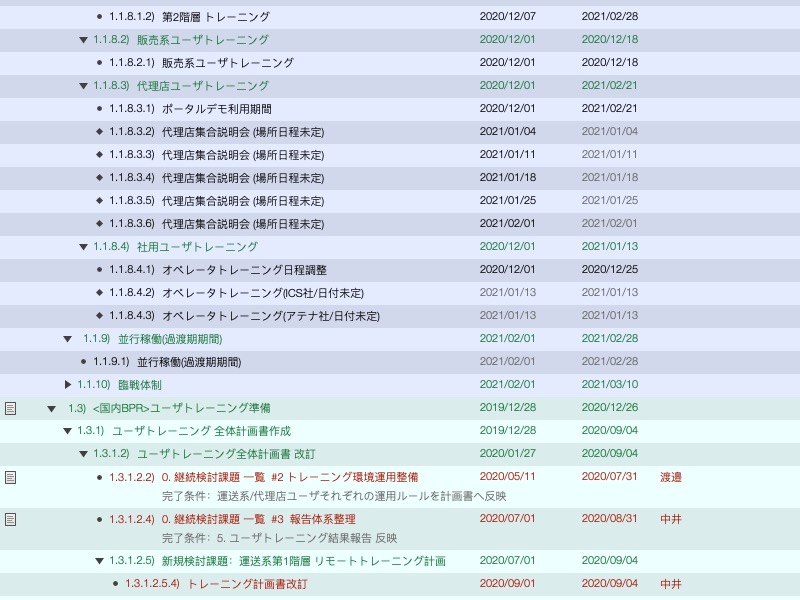 1.1.8.1.2) 第2階層 トレーニング 2020/12/07 2021/02/28
1.1.8.2) 販売系ユーザトレーニング 2020/12/01 2020/12/18
1.1.8.2.1) 販売系ユーザトレーニング 2020/12/01 2020/12/18
1.1.8.3) 代理店ユーザトレーニング 2020/12/01 2021/02/21
1.1.8.3.1) ポータルデモ利用期間 2020/12/01 2021/02/21
1.1.8.3.2) 代理店集合説明会 (場所日程未定) 2021/01/04 2021/01/04
1.1.8.3.3) 代理店集合説明会 (場所日程未定) 2021/01/11 2021/01/11
1.1.8.3.4) 代理店集合説明会 (場所日程未定) 2021/01/18 2021/01/18
1.1.8.3.5) 代理店集合説明会 (場所日程未定) 2021/01/25 2021/01/25
1.1.8.3.6) 代理店集合説明会 (場所日程未定) 2021/02/01 2021/02/01
1.1.8.4) 社用ユーザトレーニング 2020/12/01 2021/01/13
1.1.8.4.1) オペレータトレーニング日程調整 2020/12/01 2020/12/25
1.1.8.4.2) オペレータトレーニング(ICS社/日付未定) 2021/01/13 2021/01/13
1.1.8.4.3) オペレータトレーニング(アテナ社/日付未定) 2021/01/13 2021/01/13
1.1.9) 並行稼働(過渡期期間) 2021/02/01 2021/02/28
1.1.9.1) 並行稼働(過渡期期間) 2021/02/01 2021/02/28
1.1.10) 臨戦体制 2021/02/01 2021/03/10
1.3) <国内BPR>ユーザトレーニング準備 2019/12/28 2020/12/26
1.3.1) ユーザトレーニング 全体計画書作成 2019/12/28 2020/09/04
1.3.1.2) ユーザトレーニング全体計画書 改訂 2020/01/27 2020/09/04
1.3.1.2.2) 0. 継続検討課題 一覧 #2 トレーニング環境運用整備 2020/05/11 2020/07/31 渡邉
完了条件: 運送系/代理店ユーザそれぞれの運用ルールを計画書へ反映
1.3.1.2.4) 0. 継続検討課題 一覧 #3 報告体系整理 2020/07/01 2020/08/31 中井
完了条件: 5. ユーザトレーニング結果報告 反映
1.3.1.2.5) 新規検討課題: 運送系第1階層 リモートトレーニング計画 2020/07/01 2020/09/04
1.3.1.2.5.4) トレーニング計画書改訂 2020/09/01 2020/09/04 中井